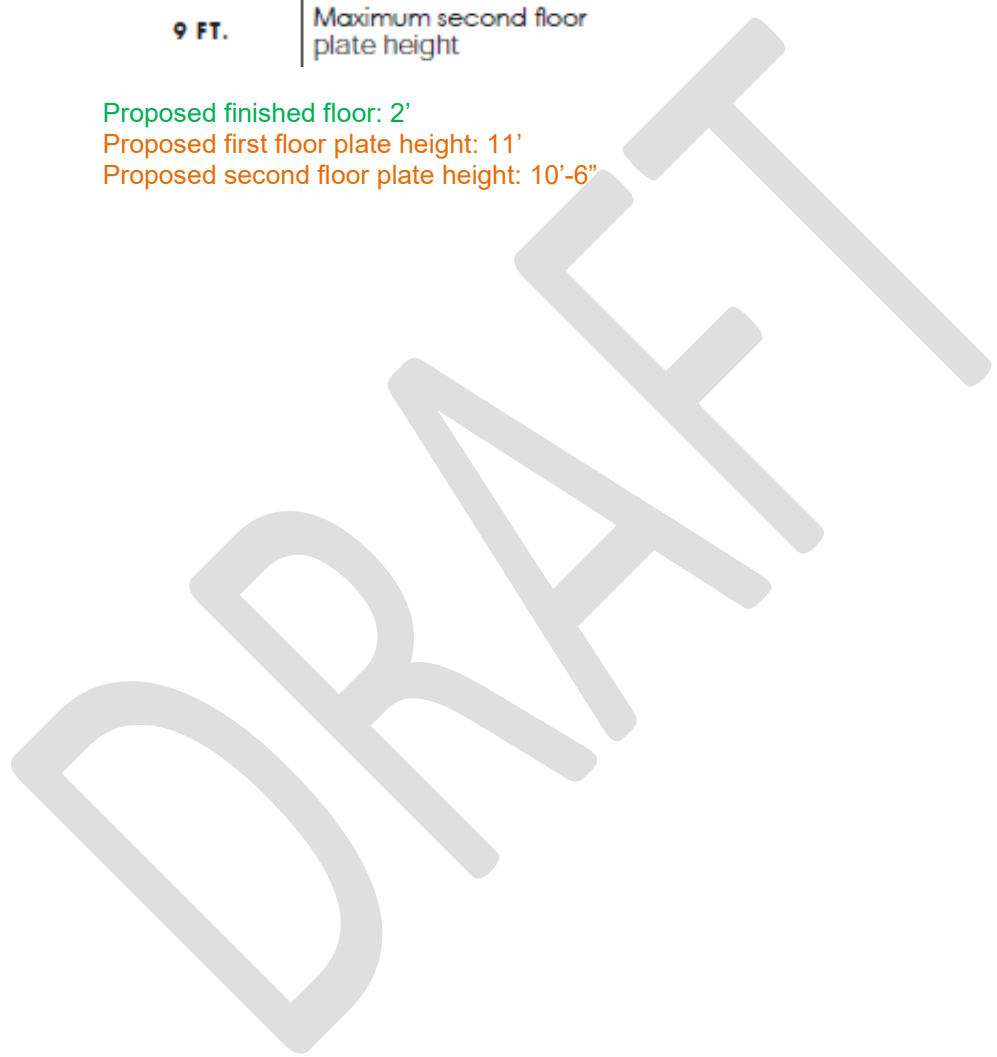 9 FT.
Maximum second floor
plate height
Proposed finished floor: 2’
Proposed first floor plate height: 11’
Proposed second floor plate height: 10’-6”
DRAFT